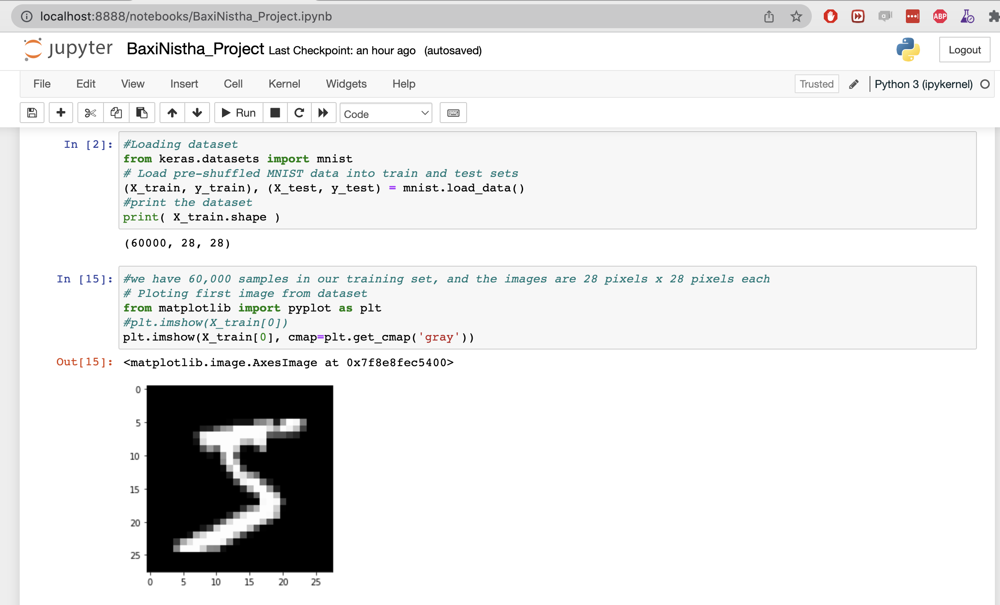 localhost:8888/notebooks/BaxiNistha_Project.ipynb
ABP
jupyter BaxiNistha_Project Last Checkpoint: an hour ago (autosaved)
Logout
File Edit View Insert Cell Kernel Widgets Help
Trusted Python 3 (ipykernel)
Run Code
In [2]: #Loading dataset
from keras.datasets import mnist
# Load pre-shuffled MNIST data into train and test sets
(X_train, y_train), (X_test, y_test) = mnist.load_data()
#print the dataset
print( X_train.shape )
(60000, 28, 28)
In [15]: #we have 60,000 samples in our training set, and the images are 28 pixels x 28 pixels each
# Ploting first image from dataset
from matplotlib import pyplot as plt
#plt.imshow(X_train[0])
plt.imshow(X_train[0], cmap=plt.get_cmap('gray'))
Out[15]: <matplotlib.image.AxesImage at 0x7f8e8fec5400>
0
5
10
15
20
25
0 5 10 15 20 25